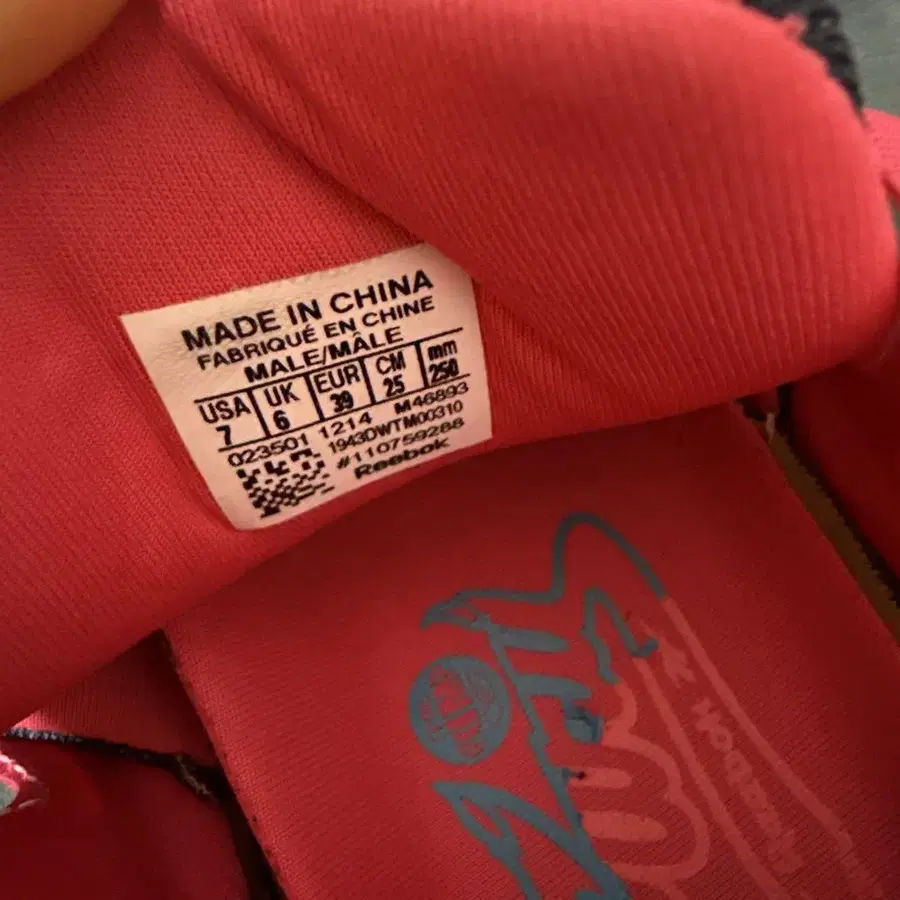 MADE IN CHINA
FABRIQUÉ EN CHINE
MALE/MÂLE
USA UK EUR CM mm
7 6 39 25 250
023501 1214 M46893
1943DWTM00310
#110759288
Reebok